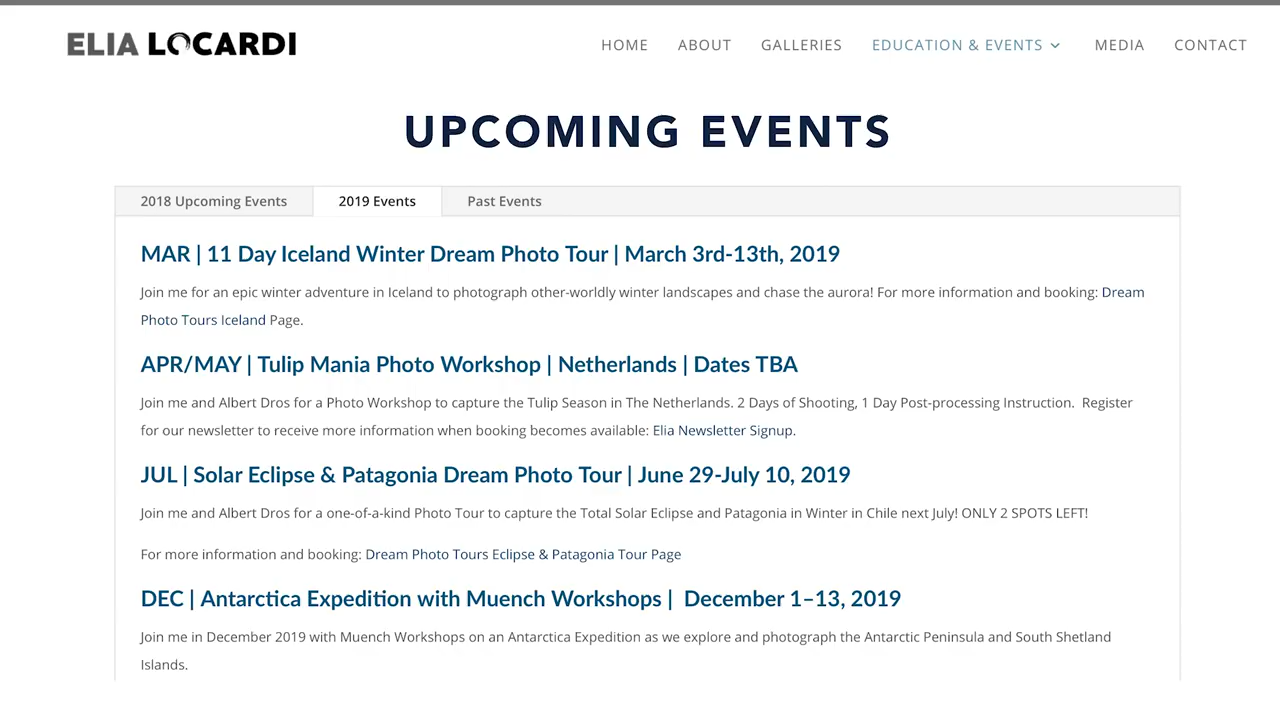 ELIA LOCARDI
HOME ABOUT GALLERIES EDUCATION & EVENTS MEDIA CONTACT
UPCOMING EVENTS
2018 Upcoming Events 2019 Events Past Events
MAR | 11 Day Iceland Winter Dream Photo Tour | March 3rd-13th, 2019
Join me for an epic winter adventure in Iceland to photograph other-worldly winter landscapes and chase the aurora! For more information and booking: Dream
Photo Tours Iceland Page.
APR/MAY | Tulip Mania Photo Workshop | Netherlands | Dates TBA
Join me and Albert Dros for a Photo Workshop to capture the Tulip Season in The Netherlands. 2 Days of Shooting, 1 Day Post-processing Instruction.  Register
for our newsletter to receive more information when booking becomes available: Elia Newsletter Signup.
JUL | Solar Eclipse & Patagonia Dream Photo Tour | June 29-July 10, 2019
Join me and Albert Dros for a one-of-a-kind Photo Tour to capture the Total Solar Eclipse and Patagonia in Winter in Chile next July! ONLY 2 SPOTS LEFT!
For more information and booking: Dream Photo Tours Eclipse & Patagonia Tour Page
DEC | Antarctica Expedition with Muench Workshops |  December 1–13, 2019
Join me in December 2019 with Muench Workshops on an Antarctica Expedition as we explore and photograph the Antarctic Peninsula and South Shetland
Islands.